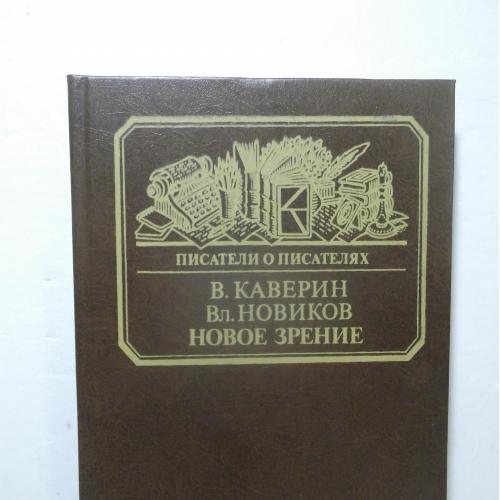 ПИСАТЕЛИ О ПИСАТЕЛЯХ
В. КАВЕРИН
Вл. НОВИКОВ
НОВОЕ ЗРЕНИЕ